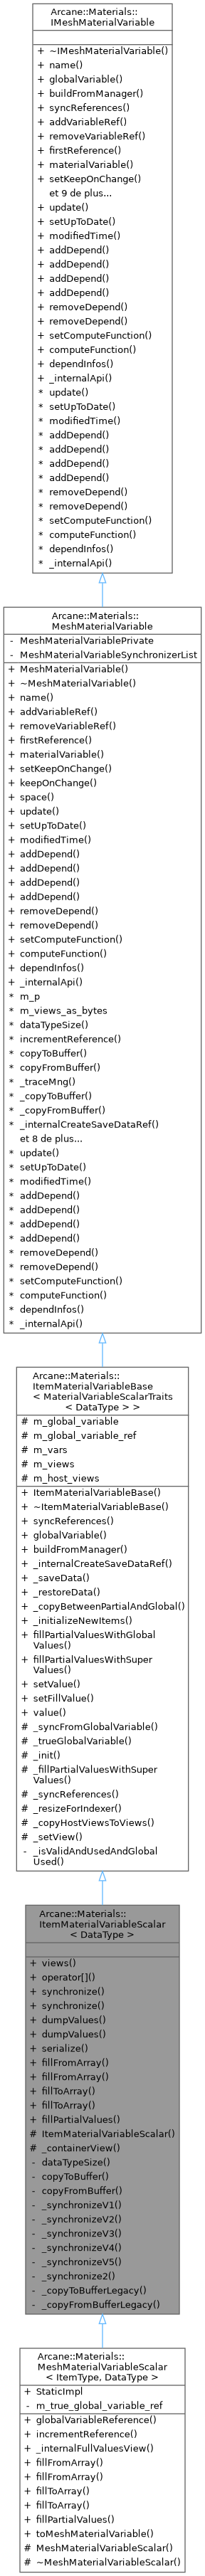 Arcane::Materials::
IMeshMaterialVariable
+ ~IMeshMaterialVariable()
+ name()
+ globalVariable()
+ buildFromManager()
+ syncReferences()
+ addVariableRef()
+ removeVariableRef()
+ firstReference()
+ materialVariable()
+ setKeepOnChange()
et 9 de plus...
+ update()
+ setUpToDate()
+ modifiedTime()
+ addDepend()
+ addDepend()
+ addDepend()
+ addDepend()
+ removeDepend()
+ removeDepend()
+ setComputeFunction()
+ computeFunction()
+ dependInfos()
+ _internalApi()
* update()
* setUpToDate()
* modifiedTime()
* addDepend()
* addDepend()
* addDepend()
* addDepend()
* removeDepend()
* removeDepend()
* setComputeFunction()
* computeFunction()
* dependInfos()
* _internalApi()
Arcane::Materials::
MeshMaterialVariable
- MeshMaterialVariablePrivate
- MeshMaterialVariableSynchronizerList
+ MeshMaterialVariable()
+ ~MeshMaterialVariable()
+ name()
+ addVariableRef()
+ removeVariableRef()
+ firstReference()
+ materialVariable()
+ setKeepOnChange()
+ keepOnChange()
+ space()
+ update()
+ setUpToDate()
+ modifiedTime()
+ addDepend()
+ addDepend()
+ addDepend()
+ addDepend()
+ removeDepend()
+ removeDepend()
+ setComputeFunction()
+ computeFunction()
+ dependInfos()
+ _internalApi()
* m_p
* m_views_as_bytes
* dataTypeSize()
* incrementReference()
* copyToBuffer()
* copyFromBuffer()
* _traceMng()
* _copyToBuffer()
* _copyFromBuffer()
* _internalCreateSaveDataRef()
et 8 de plus...
* update()
* setUpToDate()
* modifiedTime()
* addDepend()
* addDepend()
* addDepend()
* addDepend()
* removeDepend()
* removeDepend()
* setComputeFunction()
* computeFunction()
* dependInfos()
* _internalApi()
Arcane::Materials::
ItemMaterialVariableBase
< MaterialVariableScalarTraits
< DataType > >
# m_global_variable
# m_global_variable_ref
# m_vars
# m_views
# m_host_views
+ ItemMaterialVariableBase()
+ ~ItemMaterialVariableBase()
+ syncReferences()
+ globalVariable()
+ buildFromManager()
+ _internalCreateSaveDataRef()
+ _saveData()
+ _restoreData()
+ _copyBetweenPartialAndGlobal()
+ _initializeNewItems()
+ fillPartialValuesWithGlobal
Values()
+ fillPartialValuesWithSuper
Values()
+ setValue()
+ setFillValue()
+ value()
# _syncFromGlobalVariable()
# _trueGlobalVariable()
# _init()
# _fillPartialValuesWithSuper
Values()
# _syncReferences()
# _resizeForIndexer()
# _copyHostViewsToViews()
# _setView()
- _isValidAndUsedAndGlobal
Used()
Arcane::Materials::
ItemMaterialVariableScalar
< DataType >
+ views()
+ operator[]()
+ synchronize()
+ synchronize()
+ dumpValues()
+ dumpValues()
+ serialize()
+ fillFromArray()
+ fillFromArray()
+ fillToArray()
+ fillToArray()
+ fillPartialValues()
# ItemMaterialVariableScalar()
# _containerView()
- dataTypeSize()
- copyToBuffer()
- copyFromBuffer()
- _synchronizeV1()
- _synchronizeV2()
- _synchronizeV3()
- _synchronizeV4()
- _synchronizeV5()
- _synchronize2()
- _copyToBufferLegacy()
- _copyFromBufferLegacy()
Arcane::Materials::
MeshMaterialVariableScalar
< ItemType, DataType >
+ StaticImpl
- m_true_global_variable_ref
+ globalVariableReference()
+ incrementReference()
+ _internalFullValuesView()
+ fillFromArray()
+ fillFromArray()
+ fillToArray()
+ fillToArray()
+ fillPartialValues()
+ toMeshMaterialVariable()
# MeshMaterialVariableScalar()
# ~MeshMaterialVariableScalar()